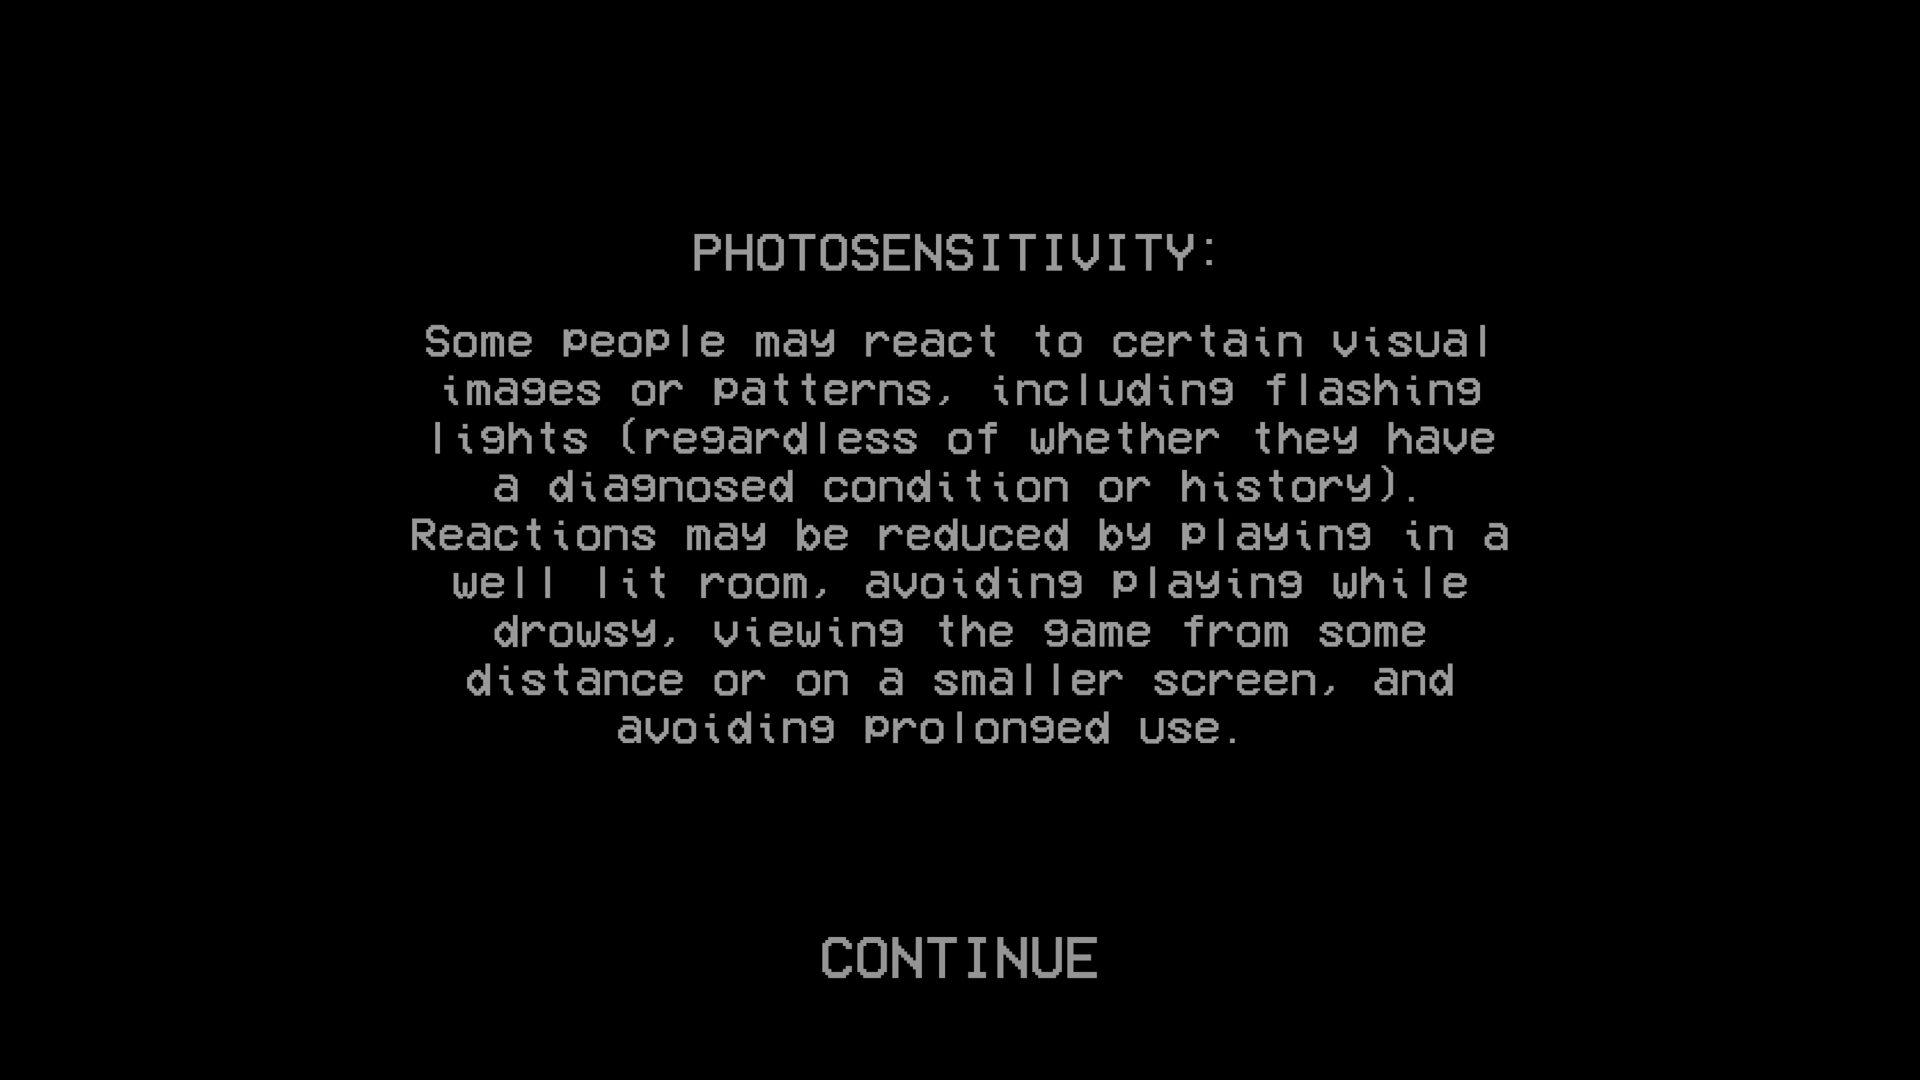 PHOTOSENSITIVITY:
Some people may react to certain visual
images or patterns, including flashing
lights (regardless of whether they have
a diagnosed condition or history).
Reactions may be reduced by playing in a
well lit room, avoiding playing while
drowsy, viewing the game from some
distance or on a smaller screen, and
avoiding prolonged use.
CONTINUE